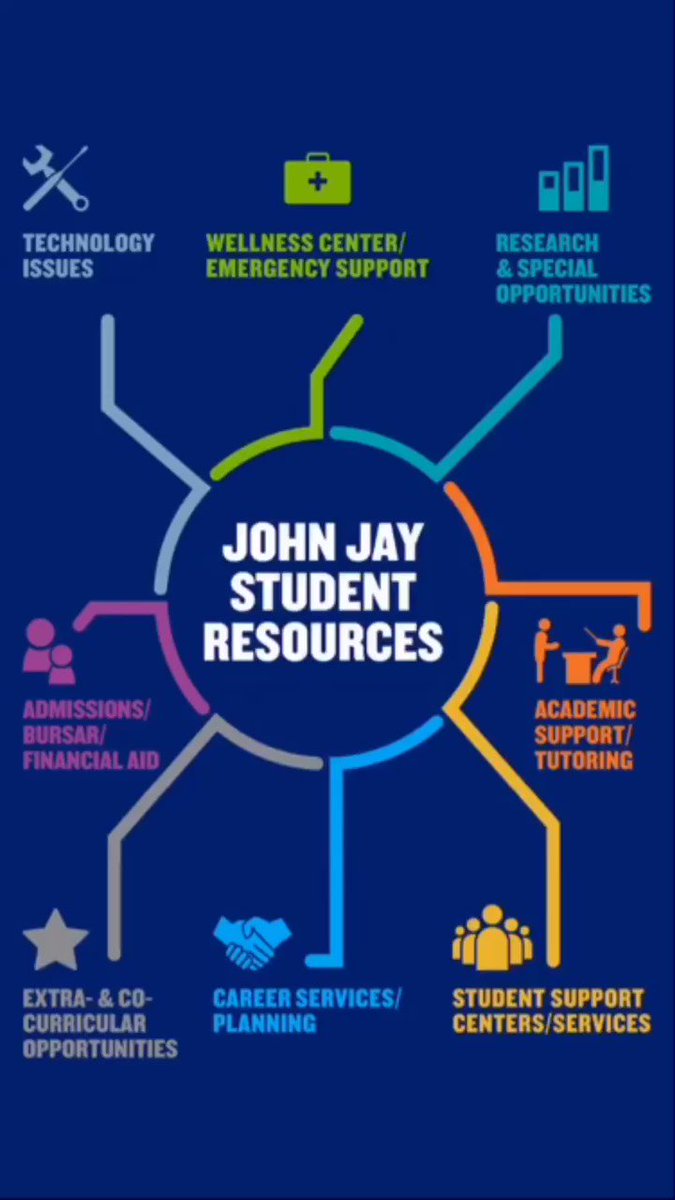 TECHNOLOGY
ISSUES
WELLNESS CENTER/
EMERGENCY SUPPORT
RESEARCH
& SPECIAL
OPPORTUNITIES
JOHN JAY
STUDENT
RESOURCES
ADMISSIONS/
BURSAR/
FINANCIAL AID
ACADEMIC
SUPPORT/
TUTORING
EXTRA- & CO-
CURRICULAR
OPPORTUNITIES
CAREER SERVICES/
PLANNING
STUDENT SUPPORT
CENTERS/SERVICES